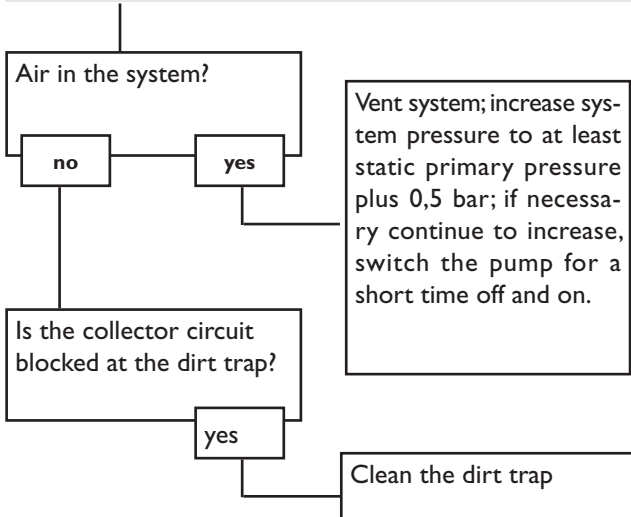 Air in the system?
no
yes
Vent system; increase sys-
tem pressure to at least
static primary pressure
plus 0,5 bar; if necessa-
ry continue to increase,
switch the pump for a
short time off and on.
Is the collector circuit
blocked at the dirt trap?
yes
Clean the dirt trap